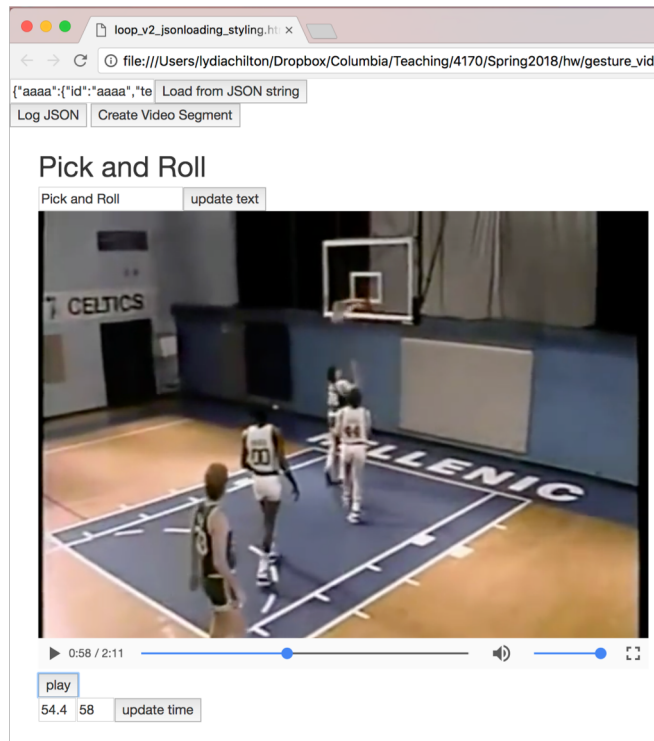 loop_v2_jsonloading_styling.ht
file:///Users/lydiachilton/Dropbox/Columbia/Teaching/4170/Spring2018/hw/gesture_vid
{"aaaa":{"id":"aaaa","te Load from JSON string
Log JSON Create Video Segment
Pick and Roll
Pick and Roll update text
CELTICS
44
00
HELLENIC
0:58 / 2:11
play
54.4 58 update time